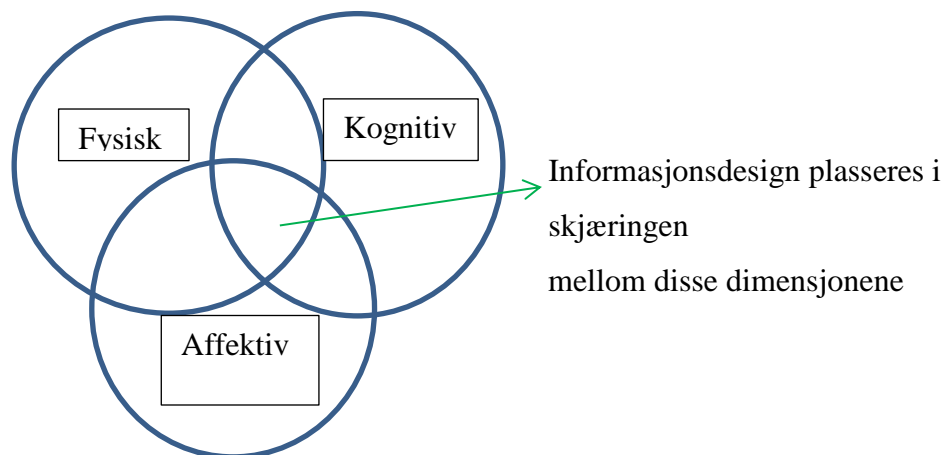 Fysisk
Kognitiv
Informasjonsdesign plasseres i
skjæringen
mellom disse dimensjonene
Affektiv